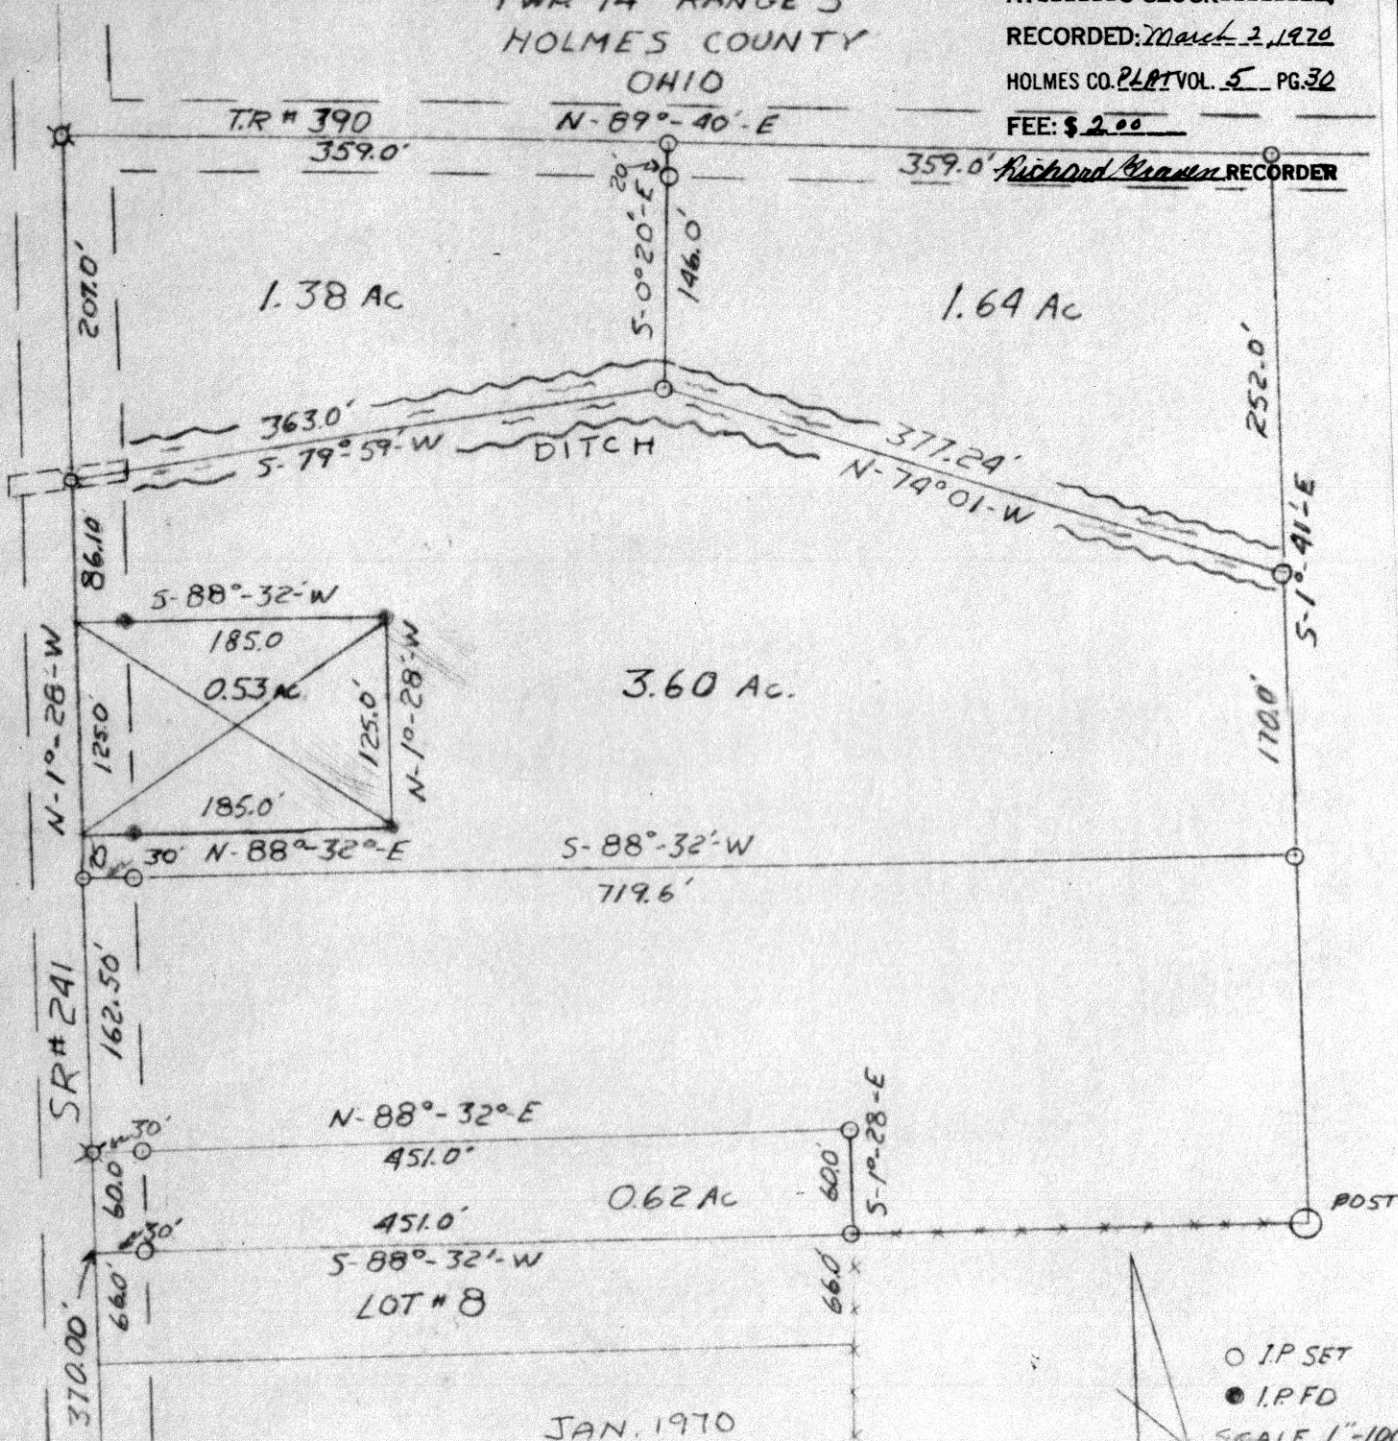 RANGE 5
HOLMES COUNTY
OHIO
RECORDED: March 2, 1970
HOLMES CO. PLAT VOL. 5 PG. 30
FEE: $ 2.00
Richard Graven RECORDER
T.R # 390
359.0'
N-89°-40'-E
359.0'
20'
S-0°20'-E
146.0'
207.0'
1.38 Ac
1.64 Ac
252.0'
363.0'
S-79°-59'-W
DITCH
377.24'
N-74°01-W
S-1°-41'-E
86.10'
S-88°-32'-W
185.0
0.53 AC.
125.0'
125.0'
N-1°-28'-W
N-1°-28'-W
3.60 Ac.
170.0'
185.0'
30' N-88°-32°-E
S-88°-32'-W
719.6'
SR# 241
162.50'
30'
N-88°-32°-E
451.0'
60.0'
60.0'
S-1°-28-E
0.62 AC
POST
30'
451.0'
S-88°-32'-W
66.0'
66.0'
LOT # 8
370.00'
○ I.P SET
● I.P. FD
JAN. 1970